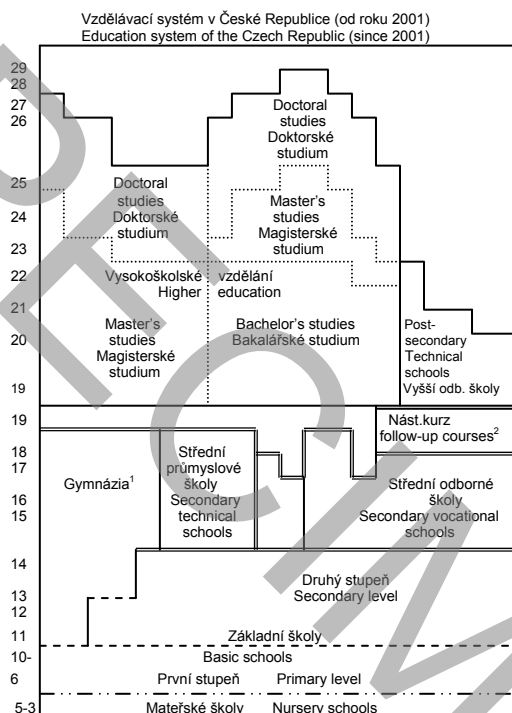 Vzdělávací systém v České Republice (od roku 2001)
Education system of the Czech Republic (since 2001)
29
28
27
26
Doctoral
studies
Doktorské
studium
25
24
23
22
21
20
19
Doctoral
studies
Doktorské
studium
Master's
studies
Magisterské
studium
Vysokoškolské vzdělání
Higher education
Master's
studies
Magisterské
studium
Bachelor's studies
Bakalářské studium
Post-
secondary
Technical
schools
Vyšší odb. školy
19
18
17
16
15
Nást.kurz
follow-up courses²
Gymnázia¹
Střední
průmyslové
školy
Secondary
technical
schools
Střední odborné
školy
Secondary vocational
schools
14
13
12
11
Druhý stupeň
Secondary level
Základní školy
10-
6
Basic schools
První stupeň Primary level
5-3
Mateřské školy Nursery schools
SPECIMEN